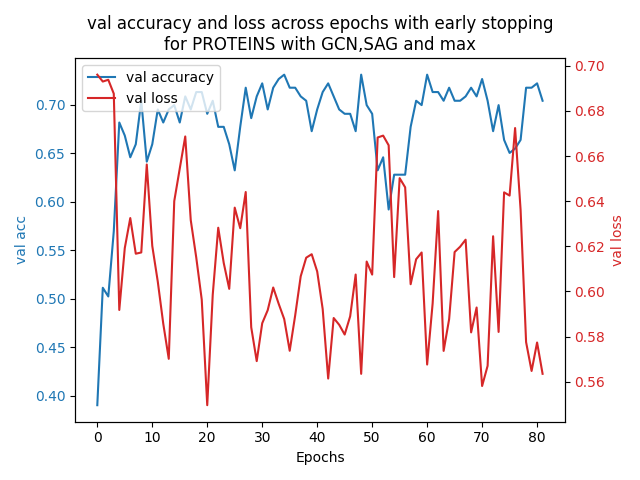 val accuracy and loss across epochs with early stopping
for PROTEINS with GCN,SAG and max
val accuracy
val loss
val acc
0.70
0.65
0.60
0.55
0.50
0.45
0.40
0.70
0.68
0.66
0.64
0.62
0.60
0.58
0.56
val loss
0 10 20 30 40 50 60 70 80
Epochs